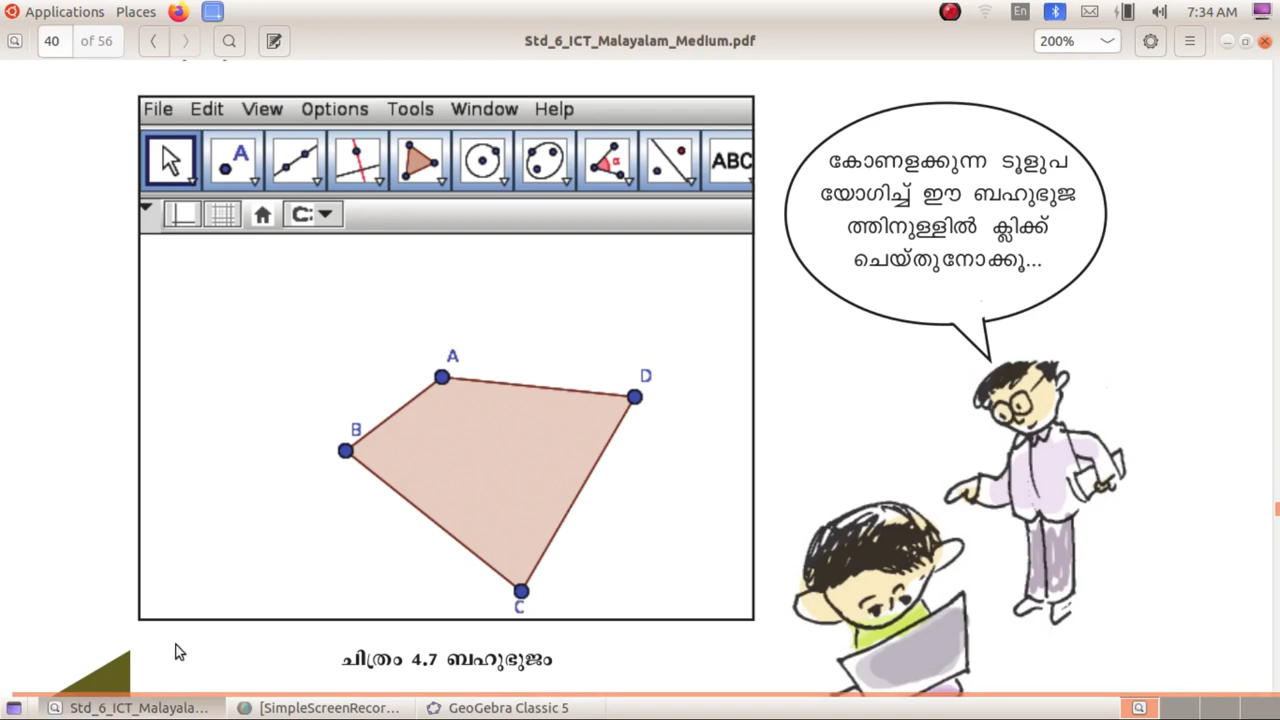 Applications Places En 7:34 AM
40 of 56 Std_6_ICT_Malayalam_Medium.pdf 200%
File Edit View Options Tools Window Help
A α ABC
C:
കോണളക്കുന്ന ടൂളുപ
യോഗിച്ച് ഈ ബഹുഭുജ
ത്തിനുള്ളിൽ ക്ലിക്ക്
ചെയ്തുനോക്കൂ...
A
D
B
C
ചിത്രം 4.7 ബഹുഭുജം
Std_6_ICT_Malayala... [SimpleScreenRecor... GeoGebra Classic 5